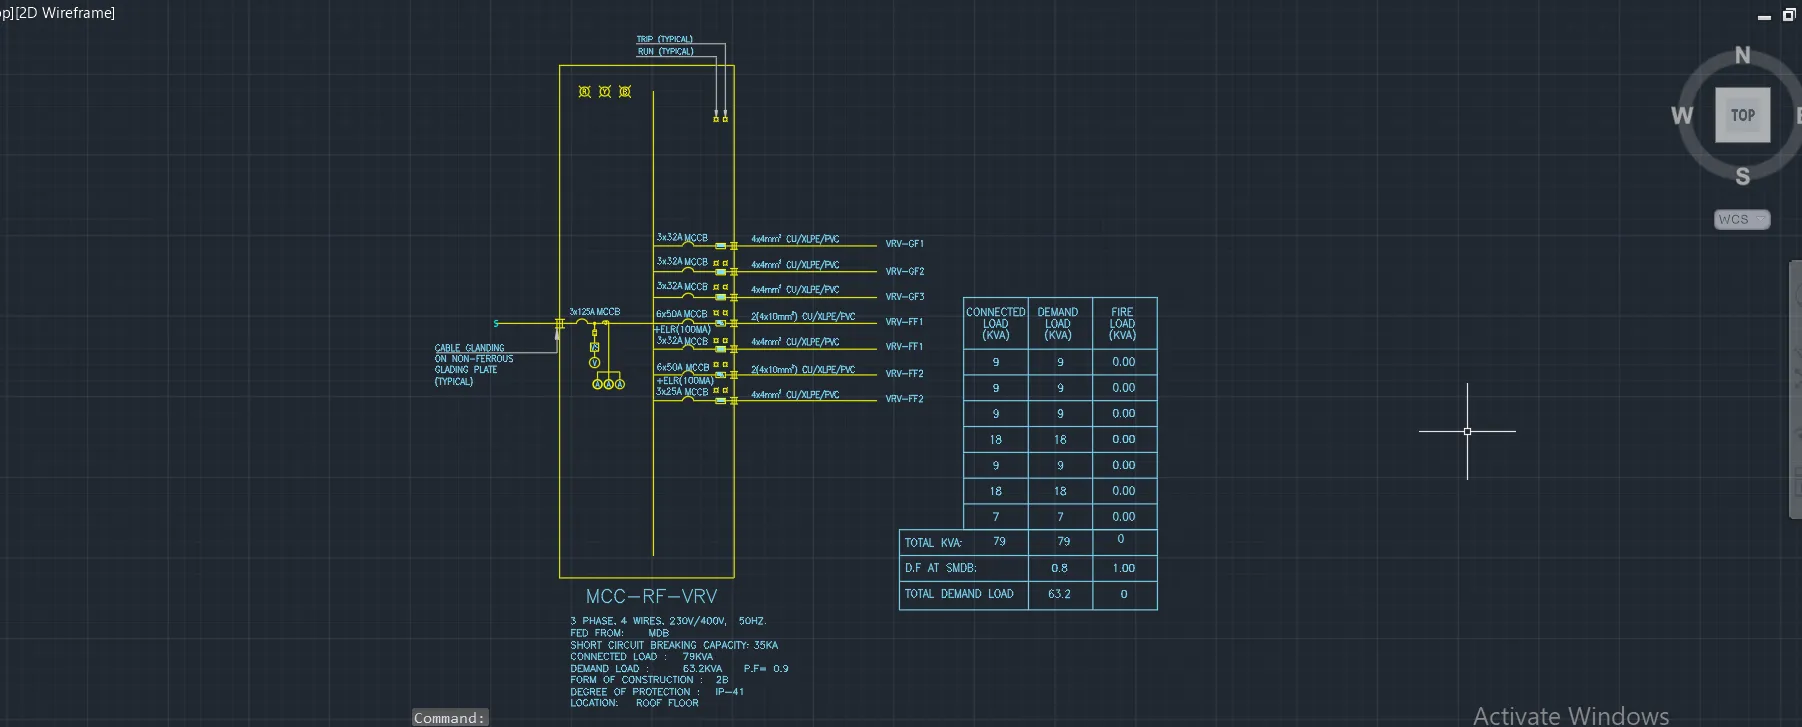 op][2D Wireframe]
TRIP (TYPICAL)
RUN (TYPICAL)
R Y B
N
W TOP E
S
WCS
3x32A MCCB 4x4mm² CU/XLPE/PVC VRV-GF1
3x32A MCCB 4x4mm² CU/XLPE/PVC VRV-GF2
3x32A MCCB 4x4mm² CU/XLPE/PVC VRV-GF3
3x125A MCCB
S
6x50A MCCB 2(4x10mm²) CU/XLPE/PVC VRV-FF1
+ELR(100MA)
3x32A MCCB 4x4mm² CU/XLPE/PVC VRV-FF1
6x50A MCCB 2(4x10mm²) CU/XLPE/PVC VRV-FF2
+ELR(100MA)
3x25A MCCB 4x4mm² CU/XLPE/PVC VRV-FF2
CABLE GLANDING
ON NON-FERROUS
GLADING PLATE
(TYPICAL)
V
A A A
CONNECTED LOAD (KVA) DEMAND LOAD (KVA) FIRE LOAD (KVA)
9 9 0.00
9 9 0.00
9 9 0.00
18 18 0.00
9 9 0.00
18 18 0.00
7 7 0.00
TOTAL KVA: 79 79 0
D.F AT SMDB: 0.8 1.00
TOTAL DEMAND LOAD 63.2 0
MCC-RF-VRV
3 PHASE, 4 WIRES, 230V/400V, 50HZ.
FED FROM: MDB
SHORT CIRCUIT BREAKING CAPACITY: 35KA
CONNECTED LOAD : 79KVA
DEMAND LOAD : 63.2KVA P.F= 0.9
FORM OF CONSTRUCTION : 2B
DEGREE OF PROTECTION : IP-41
LOCATION: ROOF FLOOR
Command:
Activate Windows